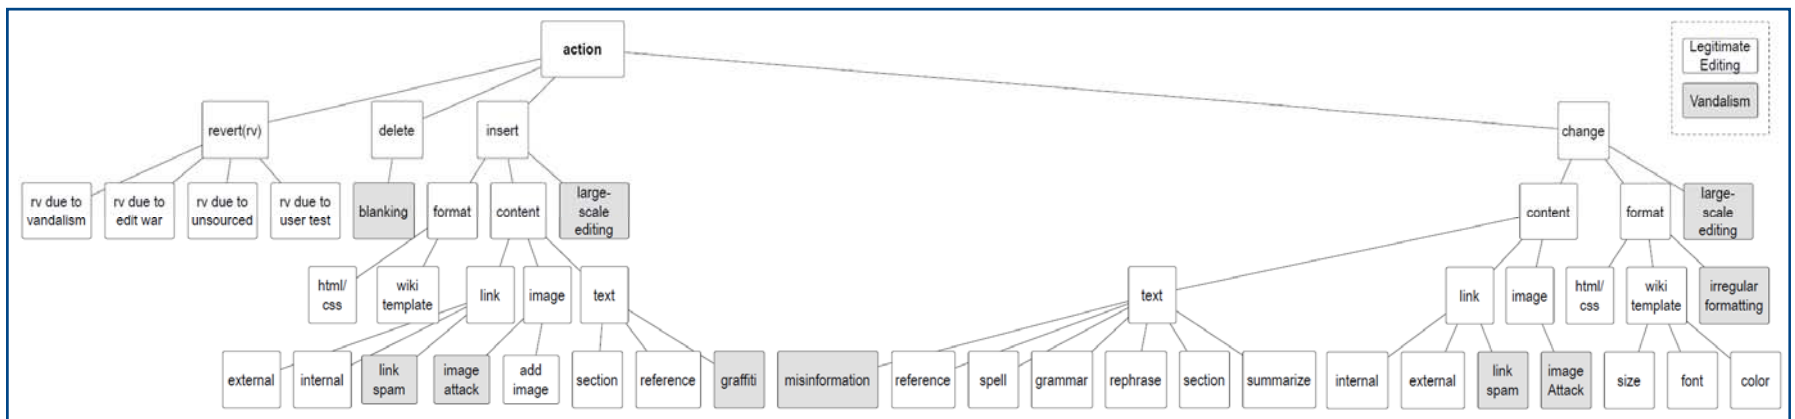 action
Legitimate
Editing
Vandalism
revert(rv)
delete
insert
change
rv due to
vandalism
rv due to
edit war
rv due to
unsourced
rv due to
user test
blanking
format
content
large-
scale
editing
content
format
large-
scale
editing
html/
css
wiki
template
link
image
text
text
link
image
html/
css
wiki
template
irregular
formatting
external
internal
link
spam
image
attack
add
image
section
reference
graffiti
misinformation
reference
spell
grammar
rephrase
section
summarize
internal
external
link
spam
image
Attack
size
font
color